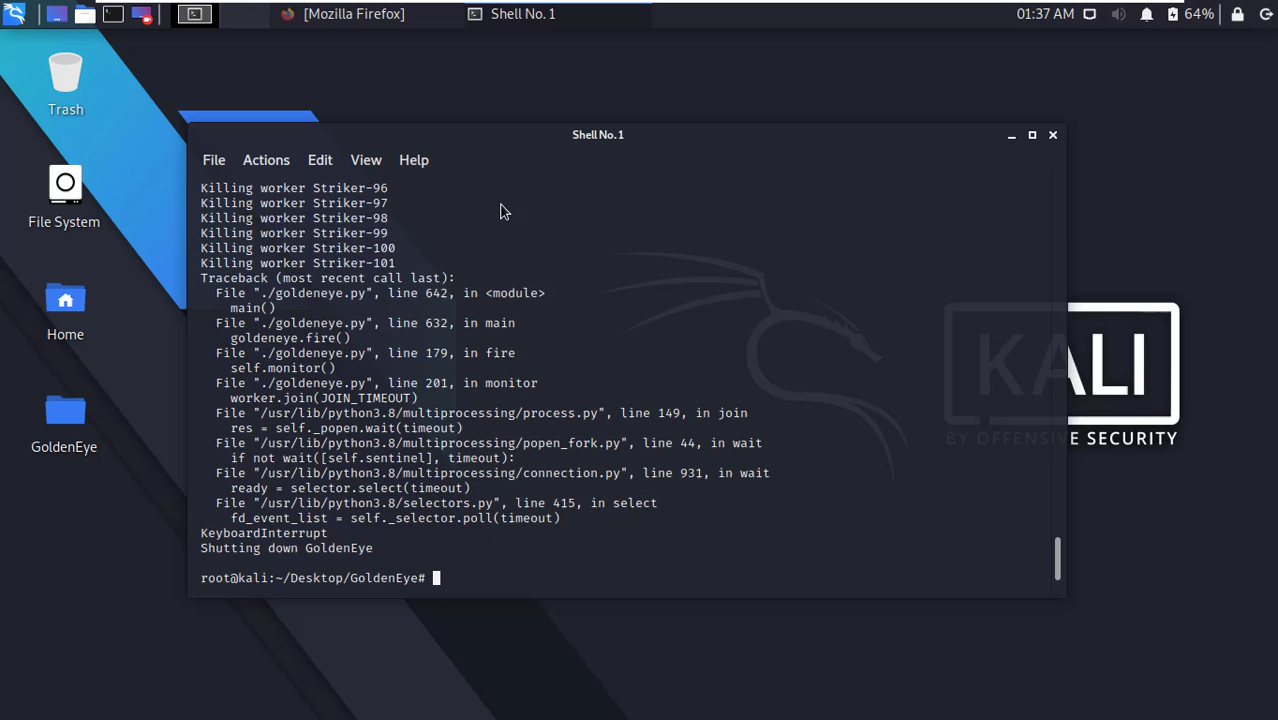 [Mozilla Firefox]
Shell No. 1
01:37 AM
64%
Trash
File System
Home
GoldenEye
Shell No. 1
File Actions Edit View Help
Killing worker Striker-96
Killing worker Striker-97
Killing worker Striker-98
Killing worker Striker-99
Killing worker Striker-100
Killing worker Striker-101
Traceback (most recent call last):
  File "./goldeneye.py", line 642, in <module>
    main()
  File "./goldeneye.py", line 632, in main
    goldeneye.fire()
  File "./goldeneye.py", line 179, in fire
    self.monitor()
  File "./goldeneye.py", line 201, in monitor
    worker.join(JOIN_TIMEOUT)
  File "/usr/lib/python3.8/multiprocessing/process.py", line 149, in join
    res = self._popen.wait(timeout)
  File "/usr/lib/python3.8/multiprocessing/popen_fork.py", line 44, in wait
    if not wait([self.sentinel], timeout):
  File "/usr/lib/python3.8/multiprocessing/connection.py", line 931, in wait
    ready = selector.select(timeout)
  File "/usr/lib/python3.8/selectors.py", line 415, in select
    fd_event_list = self._selector.poll(timeout)
KeyboardInterrupt
Shutting down GoldenEye
root@kali:~/Desktop/GoldenEye#
KALI
BY OFFENSIVE SECURITY